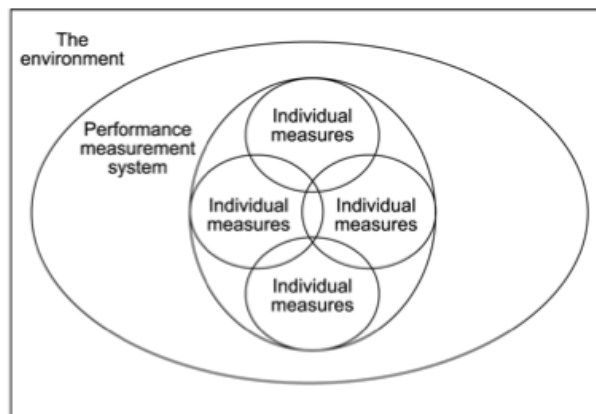 The
environment
Performance
measurement
system
Individual
measures
Individual
measures
Individual
measures
Individual
measures